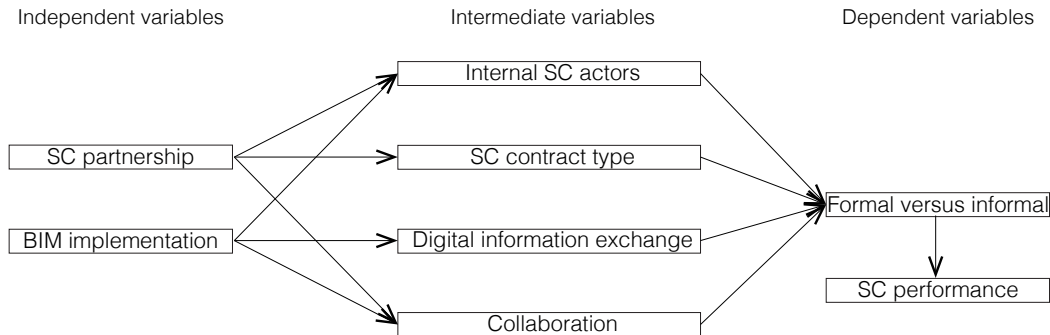 Independent variables
Intermediate variables
Dependent variables
Internal SC actors
SC partnership
SC contract type
Formal versus informal
BIM implementation
Digital information exchange
SC performance
Collaboration